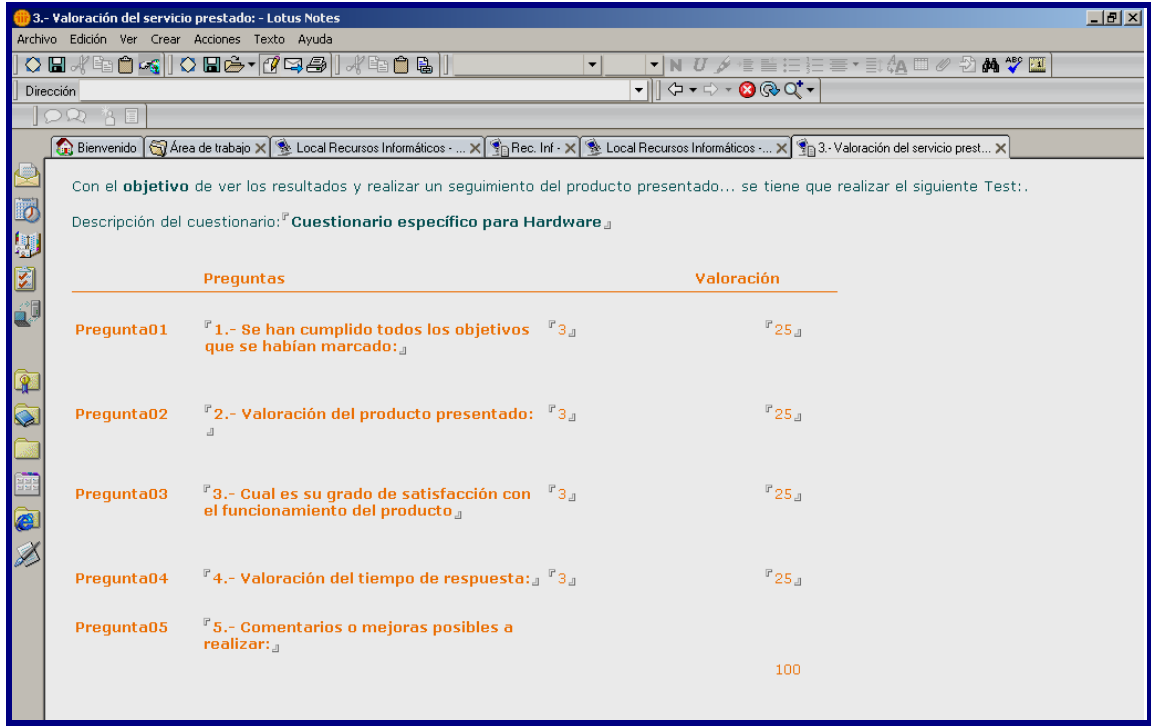 3.- Valoración del servicio prestado: - Lotus Notes
Archivo Edición Ver Crear Acciones Texto Ayuda
N U
Dirección
Bienvenido Área de trabajo Local Recursos Informáticos - ... Rec. Inf - Local Recursos Informáticos -... 3.- Valoración del servicio prest...
Con el objetivo de ver los resultados y realizar un seguimiento del producto presentado... se tiene que realizar el siguiente Test:.
Descripción del cuestionario: Cuestionario específico para Hardware
Preguntas Valoración
Pregunta01 1.- Se han cumplido todos los objetivos 3 25
que se habían marcado:
Pregunta02 2.- Valoración del producto presentado: 3 25
Pregunta03 3.- Cual es su grado de satisfacción con 3 25
el funcionamiento del producto
Pregunta04 4.- Valoración del tiempo de respuesta: 3 25
Pregunta05 5.- Comentarios o mejoras posibles a
realizar:
100